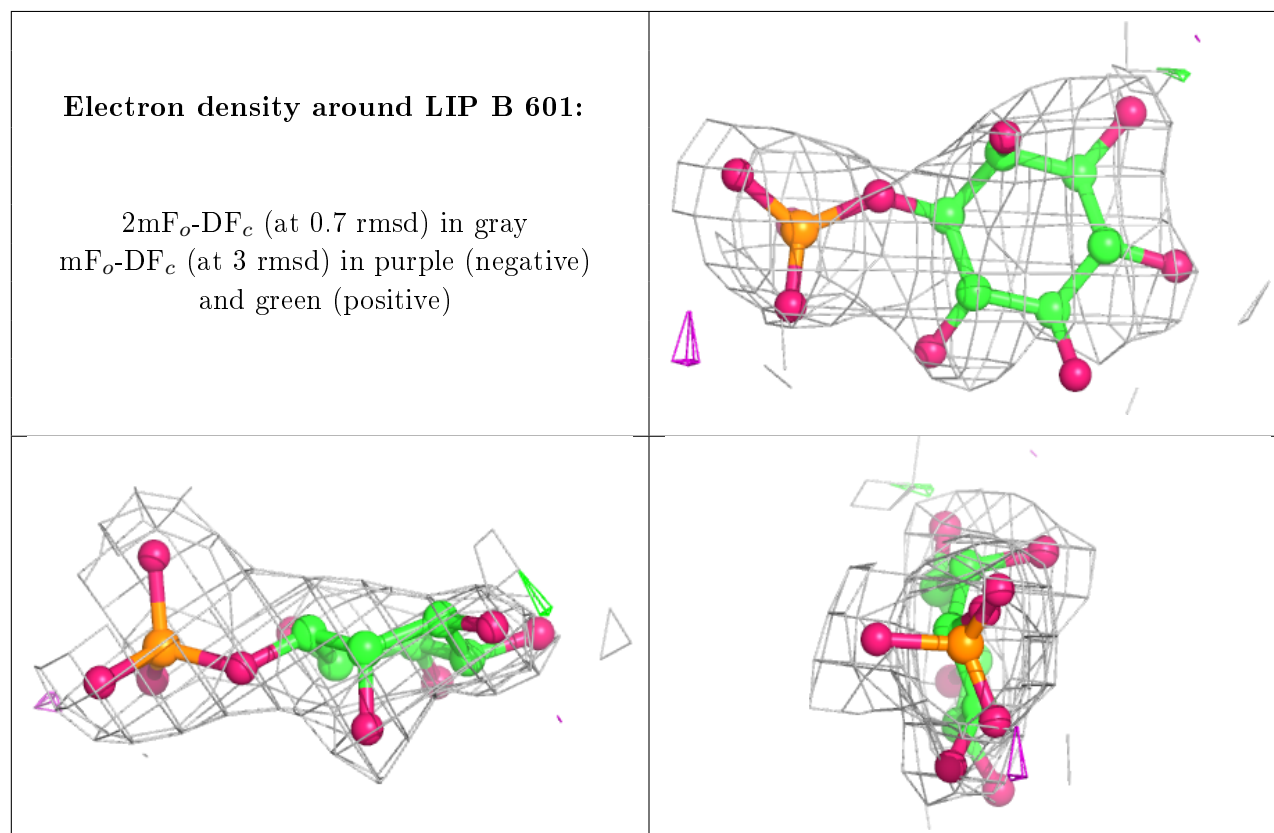 Electron density around LIP B 601:
2mFₒ-DF𝒸 (at 0.7 rmsd) in gray
mFₒ-DF𝒸 (at 3 rmsd) in purple (negative)
and green (positive)